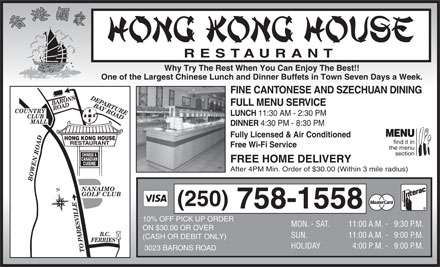 香港酒家
HONG KONG HOUSE
RESTAURANT
Why Try The Rest When You Can Enjoy The Best!!
One of the Largest Chinese Lunch and Dinner Buffets in Town Seven Days a Week.
FINE CANTONESE AND SZECHUAN DINING
FULL MENU SERVICE
LUNCH 11:30 AM - 2:30 PM
DINNER 4:30 PM - 8:30 PM
Fully Licensed & Air Conditioned
Free Wi-Fi Service
FREE HOME DELIVERY
After 4PM Min. Order of $30.00 (Within 3 mile radius)
MENU
find it in
the menu
section
BARONS
ROAD
DEPARTURE
BAY ROAD
COUNTRY
CLUB
MALL
HONG KONG HOUSE
RESTAURANT
CHINESE &
CANADIAN
CUISINE
BOWEN ROAD
N
NANAIMO
GOLF CLUB
TO PARKSVILLE
B.C.
FERRIES
VISA
(250) 758-1558
MasterCard
Interac
10% OFF PICK UP ORDER
ON $30.00 OR OVER
(CASH OR DEBIT ONLY)
3023 BARONS ROAD
MON. - SAT. 11:00 A.M. - 9:30 P.M.
SUN. 11:00 A.M. - 9:00 P.M.
HOLIDAY 4:00 P.M. - 9:00 P.M.